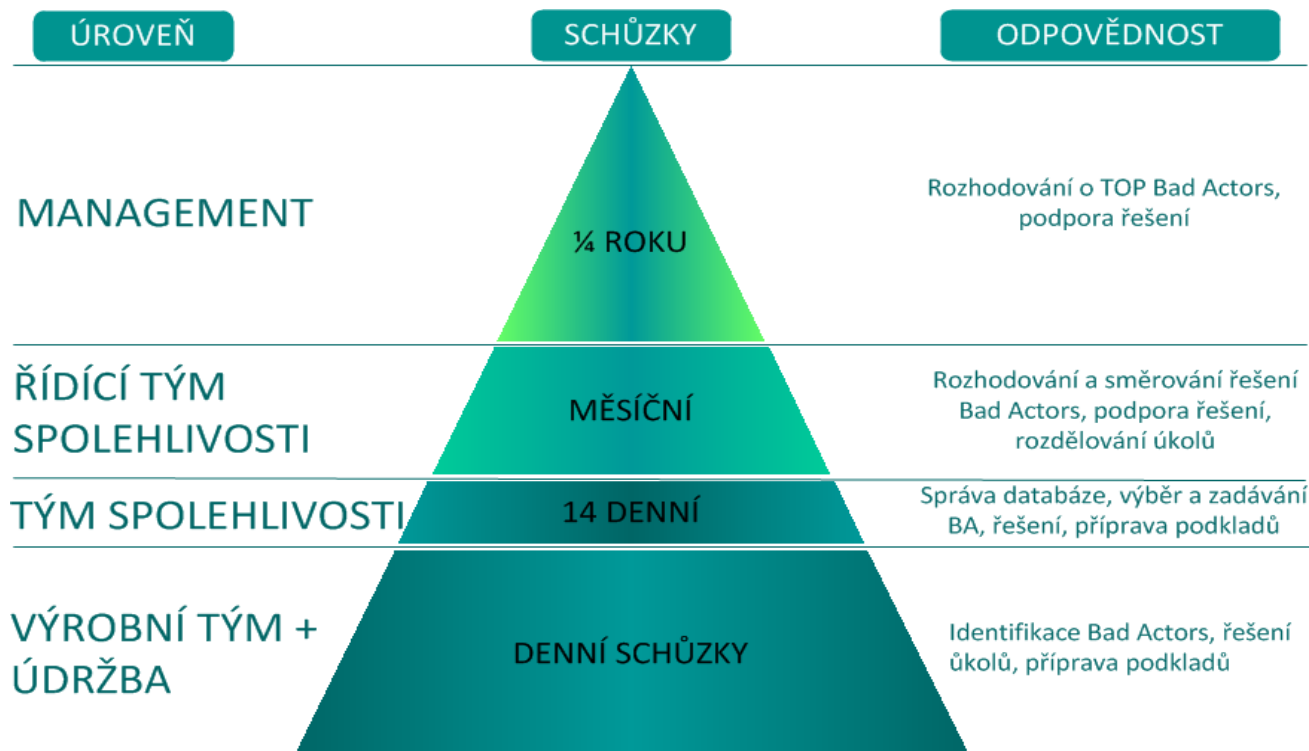 ÚROVEŇ
SCHŮZKY
ODPOVĚDNOST
MANAGEMENT
¼ ROKU
Rozhodování o TOP Bad Actors,
podpora řešení
ŘÍDÍCÍ TÝM
SPOLEHLIVOSTI
MĚSÍČNÍ
Rozhodování a směrování řešení
Bad Actors, podpora řešení,
rozdělování úkolů
TÝM SPOLEHLIVOSTI
14 DENNÍ
Správa databáze, výběr a zadávání
BA, řešení, příprava podkladů
VÝROBNÍ TÝM +
ÚDRŽBA
DENNÍ SCHŮZKY
Identifikace Bad Actors, řešení
ůkolů, příprava podkladů